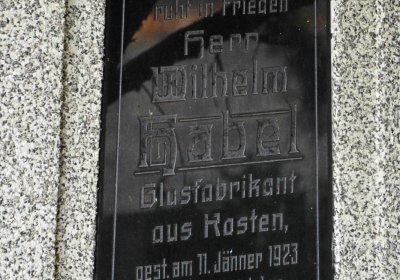 ruht in Frieden
Herr
Wilhelm
Habel
Glasfabrikant
aus Kosten,
gest. am 11. Jänner 1923